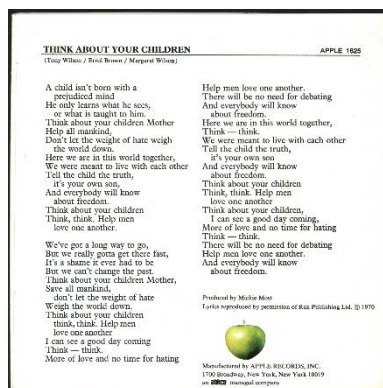 THINK ABOUT YOUR CHILDREN
APPLE 1825
(Tony Wilson / Errol Brown / Margaret Wilson)
A child isn't born with a
prejudiced mind
He only learns what he sees,
or what is taught to him.
Think about your children Mother
Help all mankind,
Don't let the weight of hate weigh
the world down.
Here we are in this world together,
We were meant to live with each other
Tell the child the truth,
it's your own son,
And everybody will know
about freedom.
Think about your children
Think, think. Help men
love one another.
We've got a long way to go,
But we really gotta get there fast,
It's a shame it ever had to be
But we can't change the past.
Think about your children Mother,
Save all mankind,
don't let the weight of hate
Weigh the world down.
Think about your children
think, think. Help men
love one another
I can see a good day coming
Think — think.
More of love and no time for hating
Help men love one another.
There will be no need for debating
And everybody will know
about freedom.
Here we are in this world together,
Think — think.
We were meant to live with each other
Tell the child the truth,
it's your own son
And everybody will know
about freedom.
Think about your children
Think, think. Help men
love one another
Think about your children,
I can see a good day coming,
More of love and no time for hating
Think — think.
There will be no need for debating
Help men love one another.
And everybody will know
about freedom.
Produced by Mickie Most
Lyrics reproduced by permission of Rak Publishing Ltd. ℗ 1970
Manufactured by APPLE RECORDS, INC.
1700 Broadway, New York, New York 10019
an abkco managed company